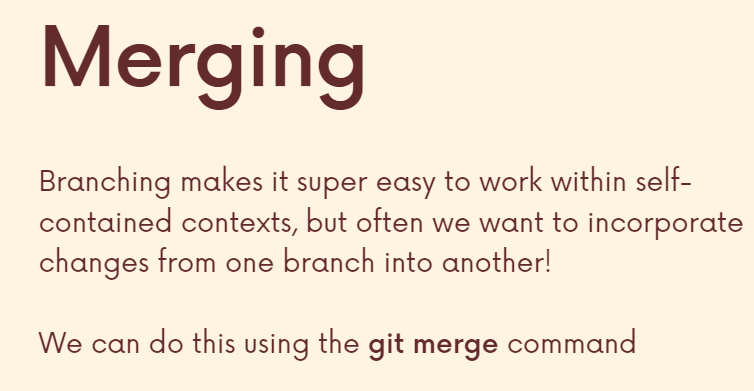 Merging
Branching makes it super easy to work within self-
contained contexts, but often we want to incorporate
changes from one branch into another!
We can do this using the git merge command